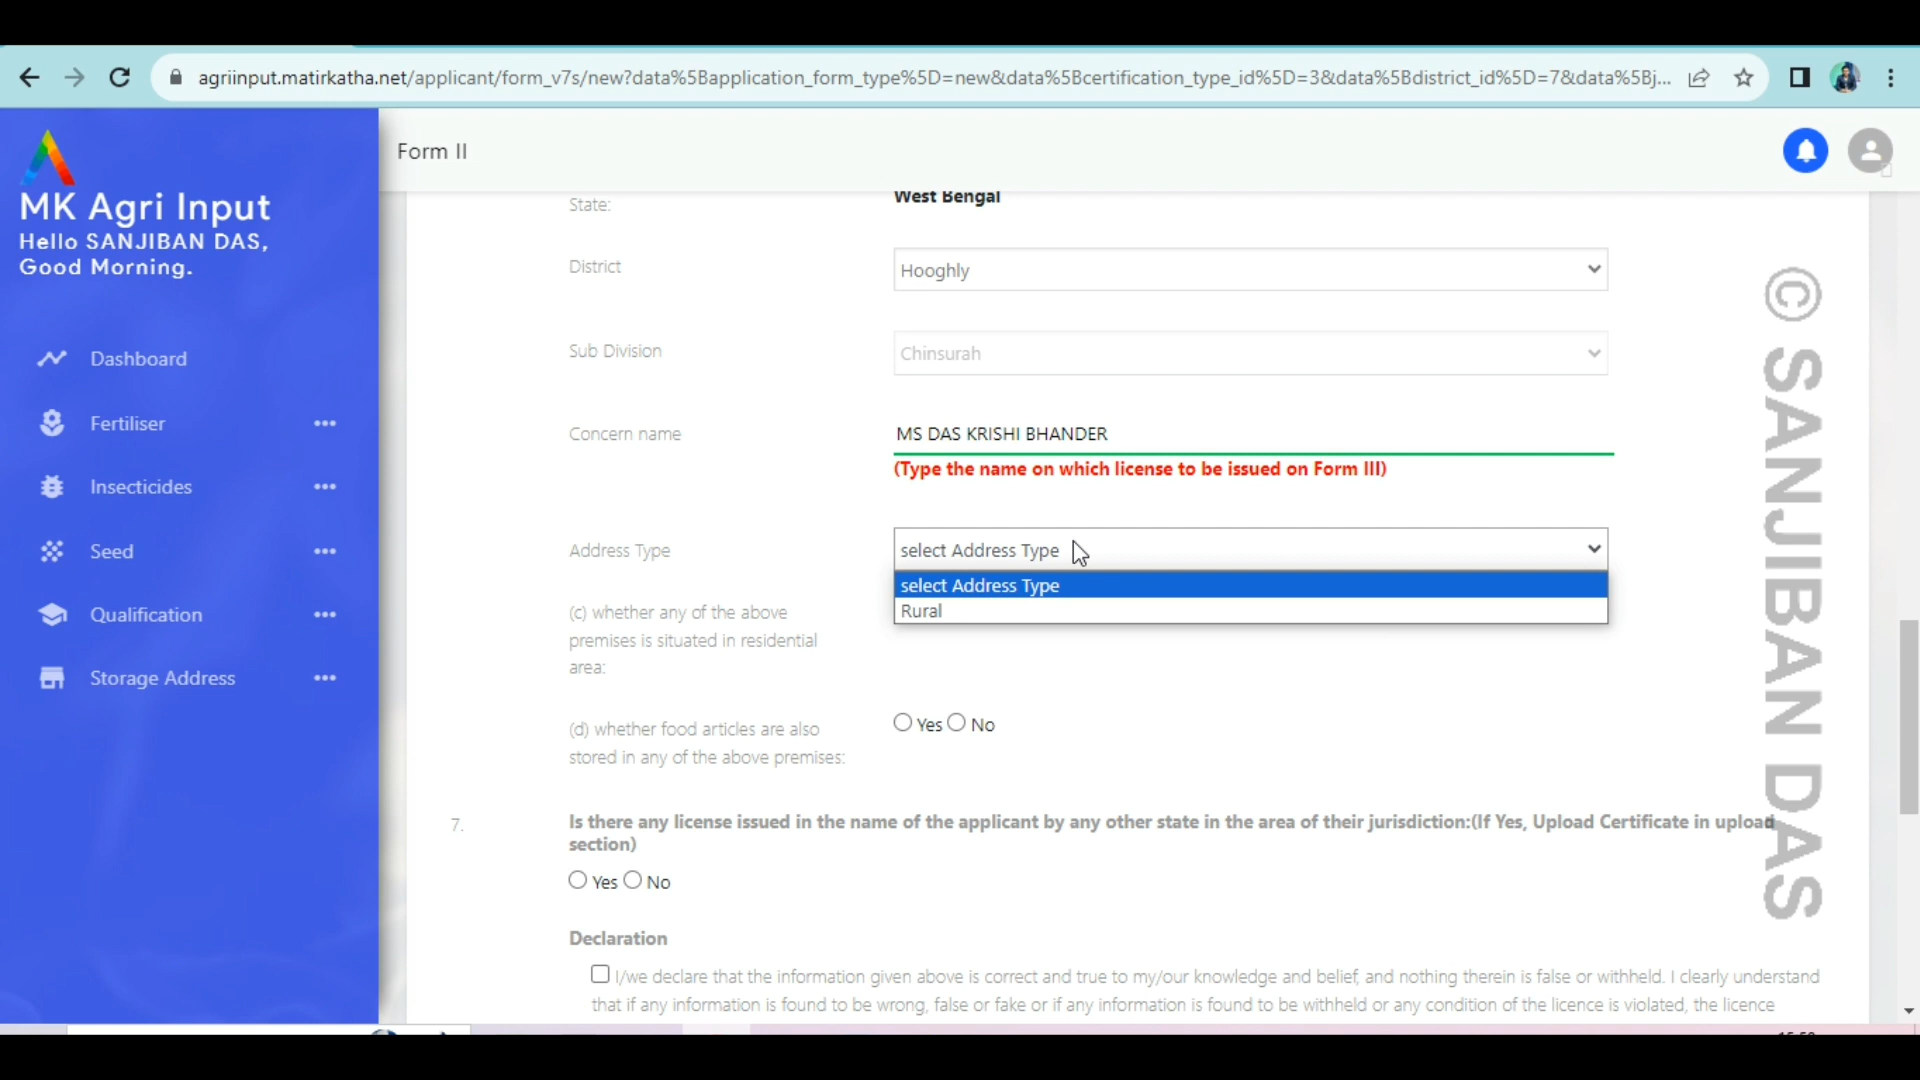 agriinput.matirkatha.net/applicant/form_v7s/new?data%5Bapplication_form_type%5D=new&data%5Bcertification_type_id%5D=3&data%5Bdistrict_id%5D=7&data%5Bj...
MK Agri Input
Hello SANJIBAN DAS,
Good Morning.
Dashboard
Fertiliser
Insecticides
Seed
Qualification
Storage Address
Form II
State:
West Bengal
District
Hooghly
Sub Division
Chinsurah
Concern name
MS DAS KRISHI BHANDER
(Type the name on which license to be issued on Form III)
Address Type
select Address Type
select Address Type
Rural
(c) whether any of the above
premises is situated in residential
area:
(d) whether food articles are also
stored in any of the above premises:
Yes No
7.
Is there any license issued in the name of the applicant by any other state in the area of their jurisdiction:(If Yes, Upload Certificate in upload
section)
Yes No
Declaration
I/we declare that the information given above is correct and true to my/our knowledge and belief, and nothing therein is false or withheld. I clearly understand
that if any information is found to be wrong, false or fake or if any information is found to be withheld or any condition of the licence is violated, the licence
© SANJIBAN DAS